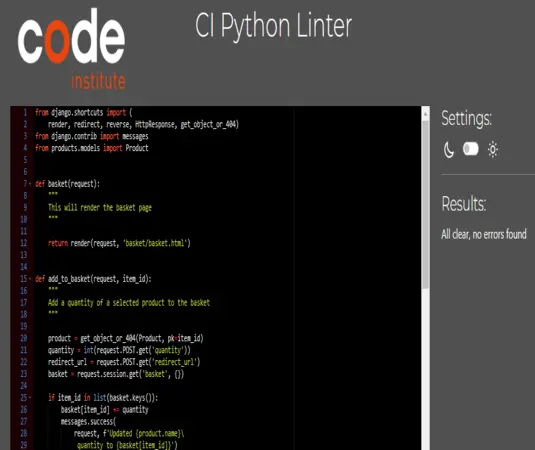 code
institute
CI Python Linter
1 from django.shortcuts import (
2 render, redirect, reverse, HttpResponse, get_object_or_404)
3 from django.contrib import messages
4 from products.models import Product
5
6
7 def basket(request):
8 """
9 This will render the basket page
10 """
11
12 return render(request, 'basket/basket.html')
13
14
15 def add_to_basket(request, item_id):
16 """
17 Add a quantity of a selected product to the basket
18 """
19
20 product = get_object_or_404(Product, pk=item_id)
21 quantity = int(request.POST.get('quantity'))
22 redirect_url = request.POST.get('redirect_url')
23 basket = request.session.get('basket', {})
24
25 if item_id in list(basket.keys()):
26 basket[item_id] += quantity
27 messages.success(
28 request, f'Updated {product.name}\
29 quantity to {basket[item_id]}')
Settings:
Results:
All clear, no errors found